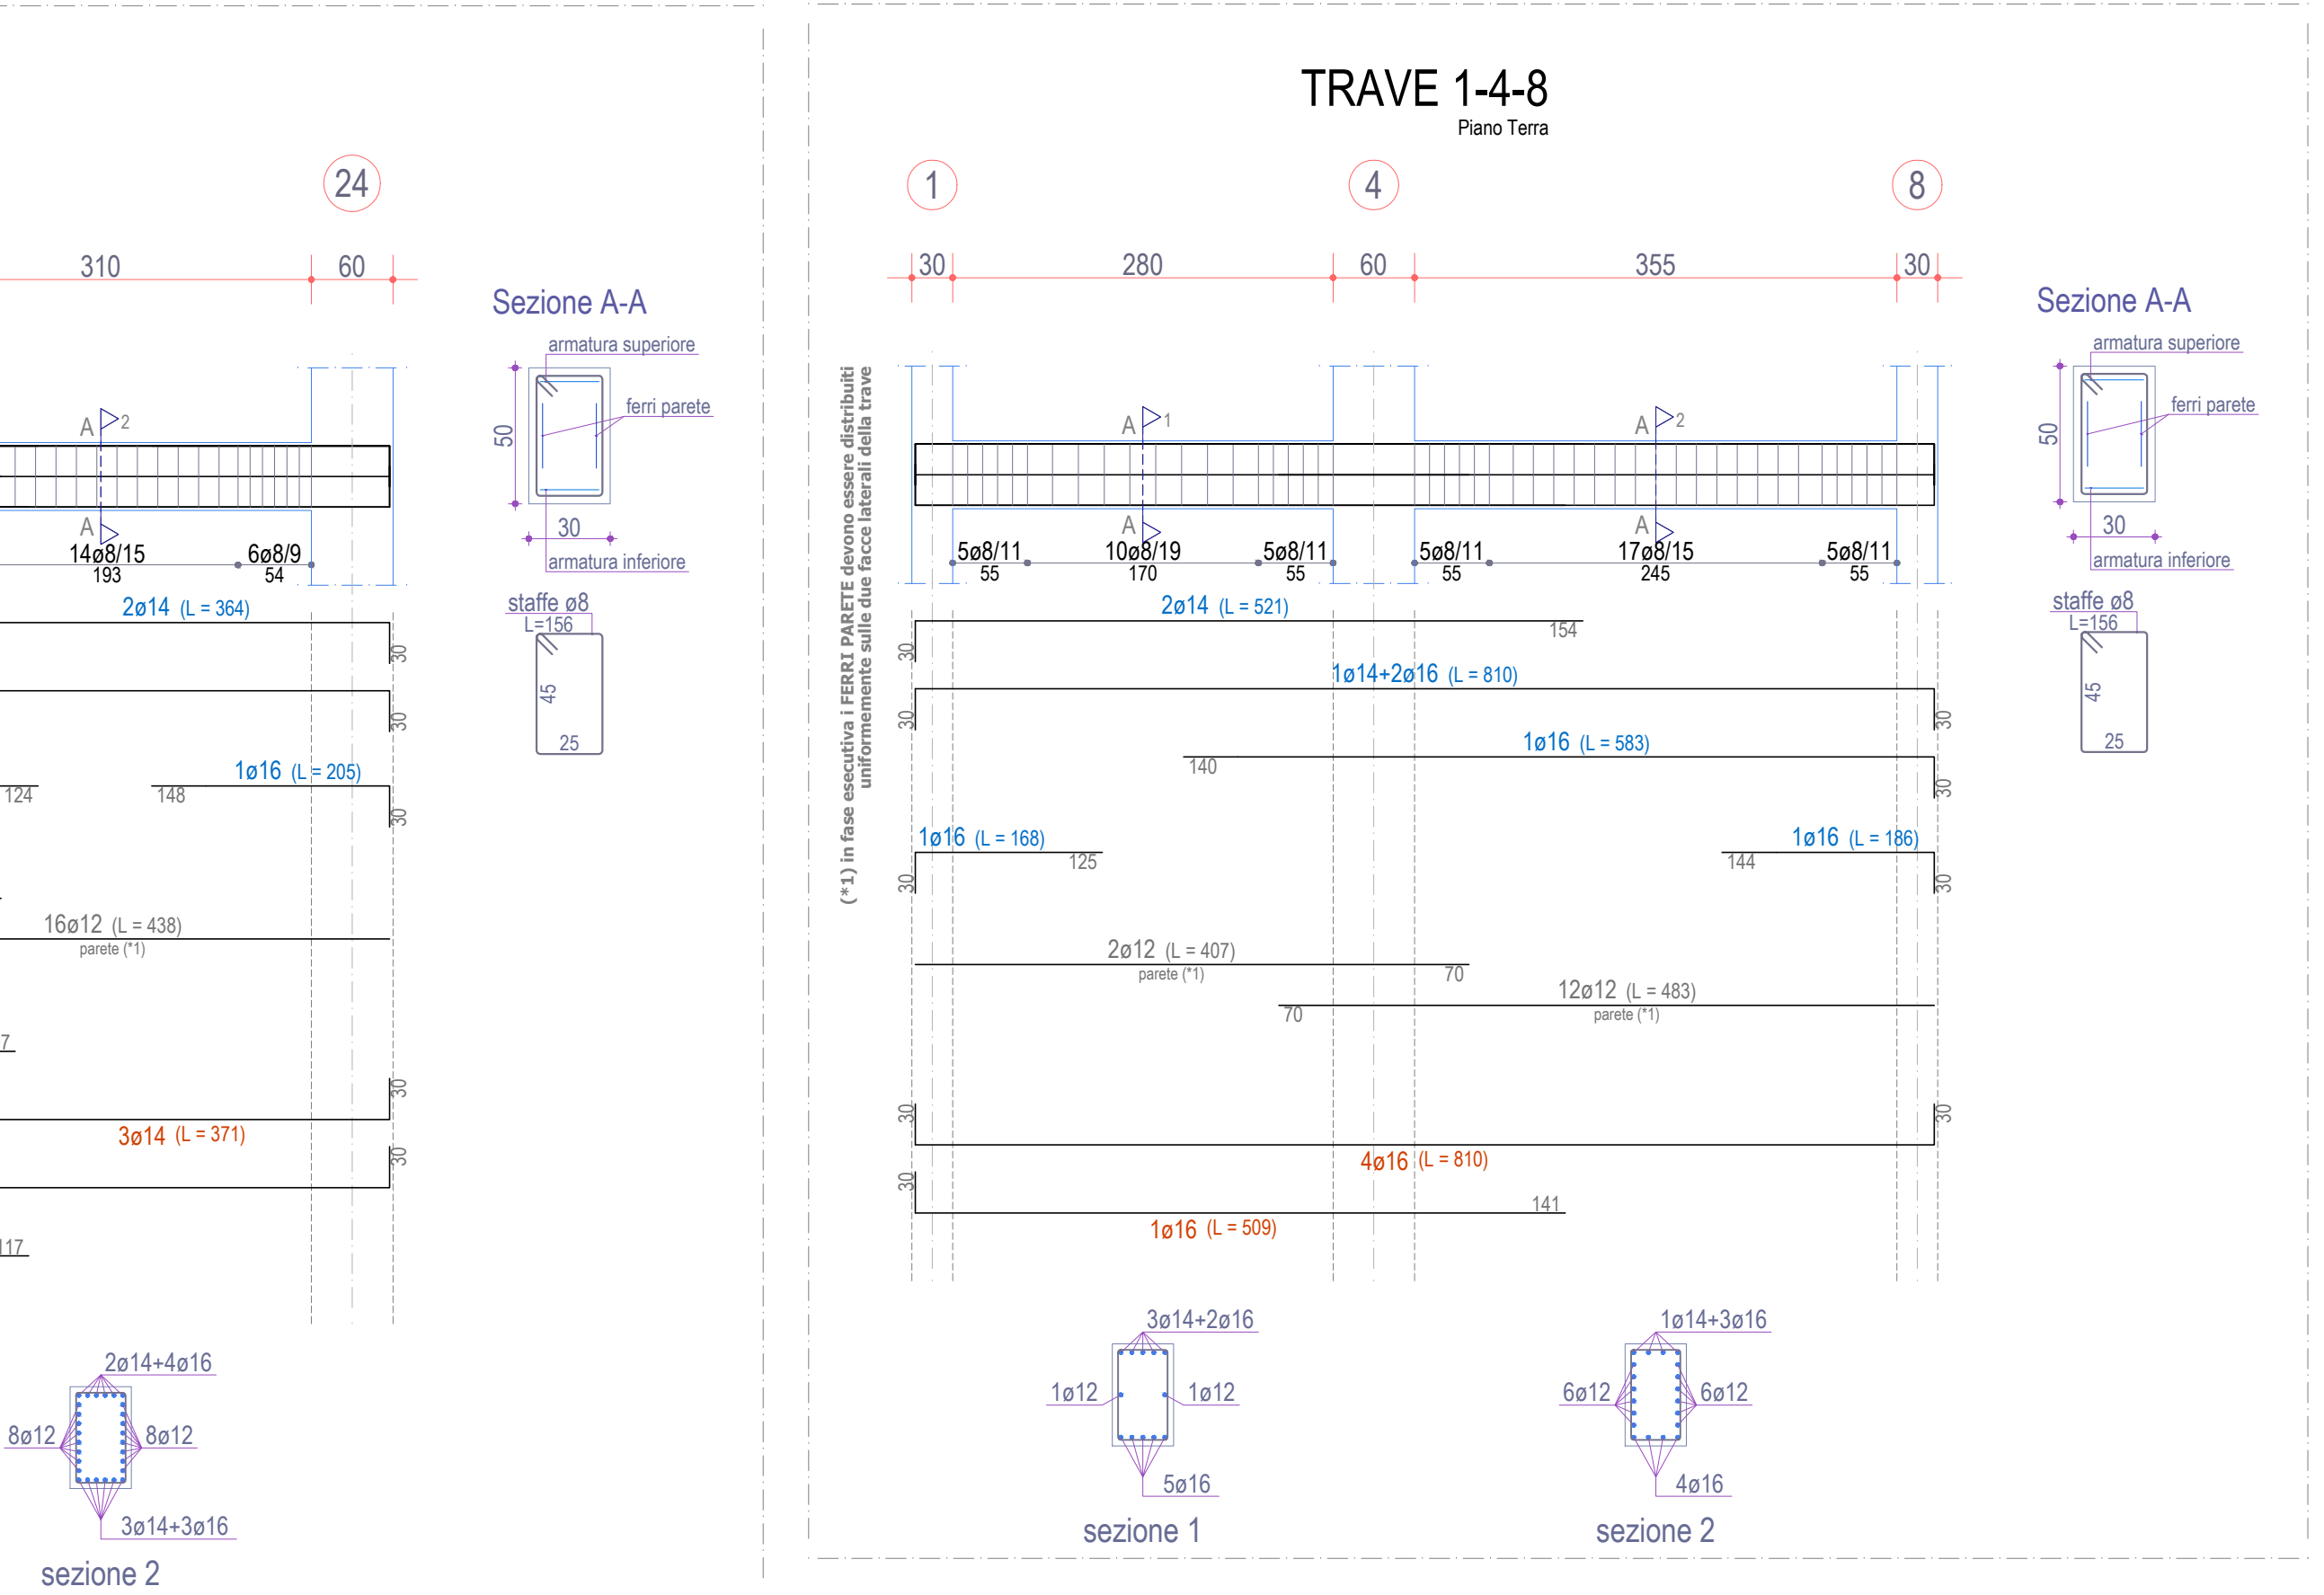 24
310
60
Sezione A-A
armatura superiore
ferri parete
50
30
armatura inferiore
A
2
A
14ø8/15
193
6ø8/9
54
2ø14 (L = 364)
30
30
staffe ø8
L=156
45
25
1ø16 (L = 205)
124
148
30
16ø12 (L = 438)
parete (*1)
7
30
3ø14 (L = 371)
30
117
2ø14+4ø16
8ø12
8ø12
3ø14+3ø16
sezione 2
TRAVE 1-4-8
Piano Terra
1
4
8
30
280
60
355
30
(*1) in fase esecutiva i FERRI PARETE devono essere distribuiti
uniformemente sulle due facce laterali della trave
A
1
A
2
A
A
5ø8/11
55
10ø8/19
170
5ø8/11
55
5ø8/11
55
17ø8/15
245
5ø8/11
55
2ø14 (L = 521)
154
30
1ø14+2ø16 (L = 810)
30
30
1ø16 (L = 583)
140
30
1ø16 (L = 168)
125
30
1ø16 (L = 186)
144
30
2ø12 (L = 407)
parete (*1)
70
12ø12 (L = 483)
70
parete (*1)
30
30
4ø16 (L = 810)
30
141
1ø16 (L = 509)
3ø14+2ø16
1ø12
1ø12
5ø16
sezione 1
1ø14+3ø16
6ø12
6ø12
4ø16
sezione 2
Sezione A-A
armatura superiore
ferri parete
50
30
armatura inferiore
staffe ø8
L=156
45
25